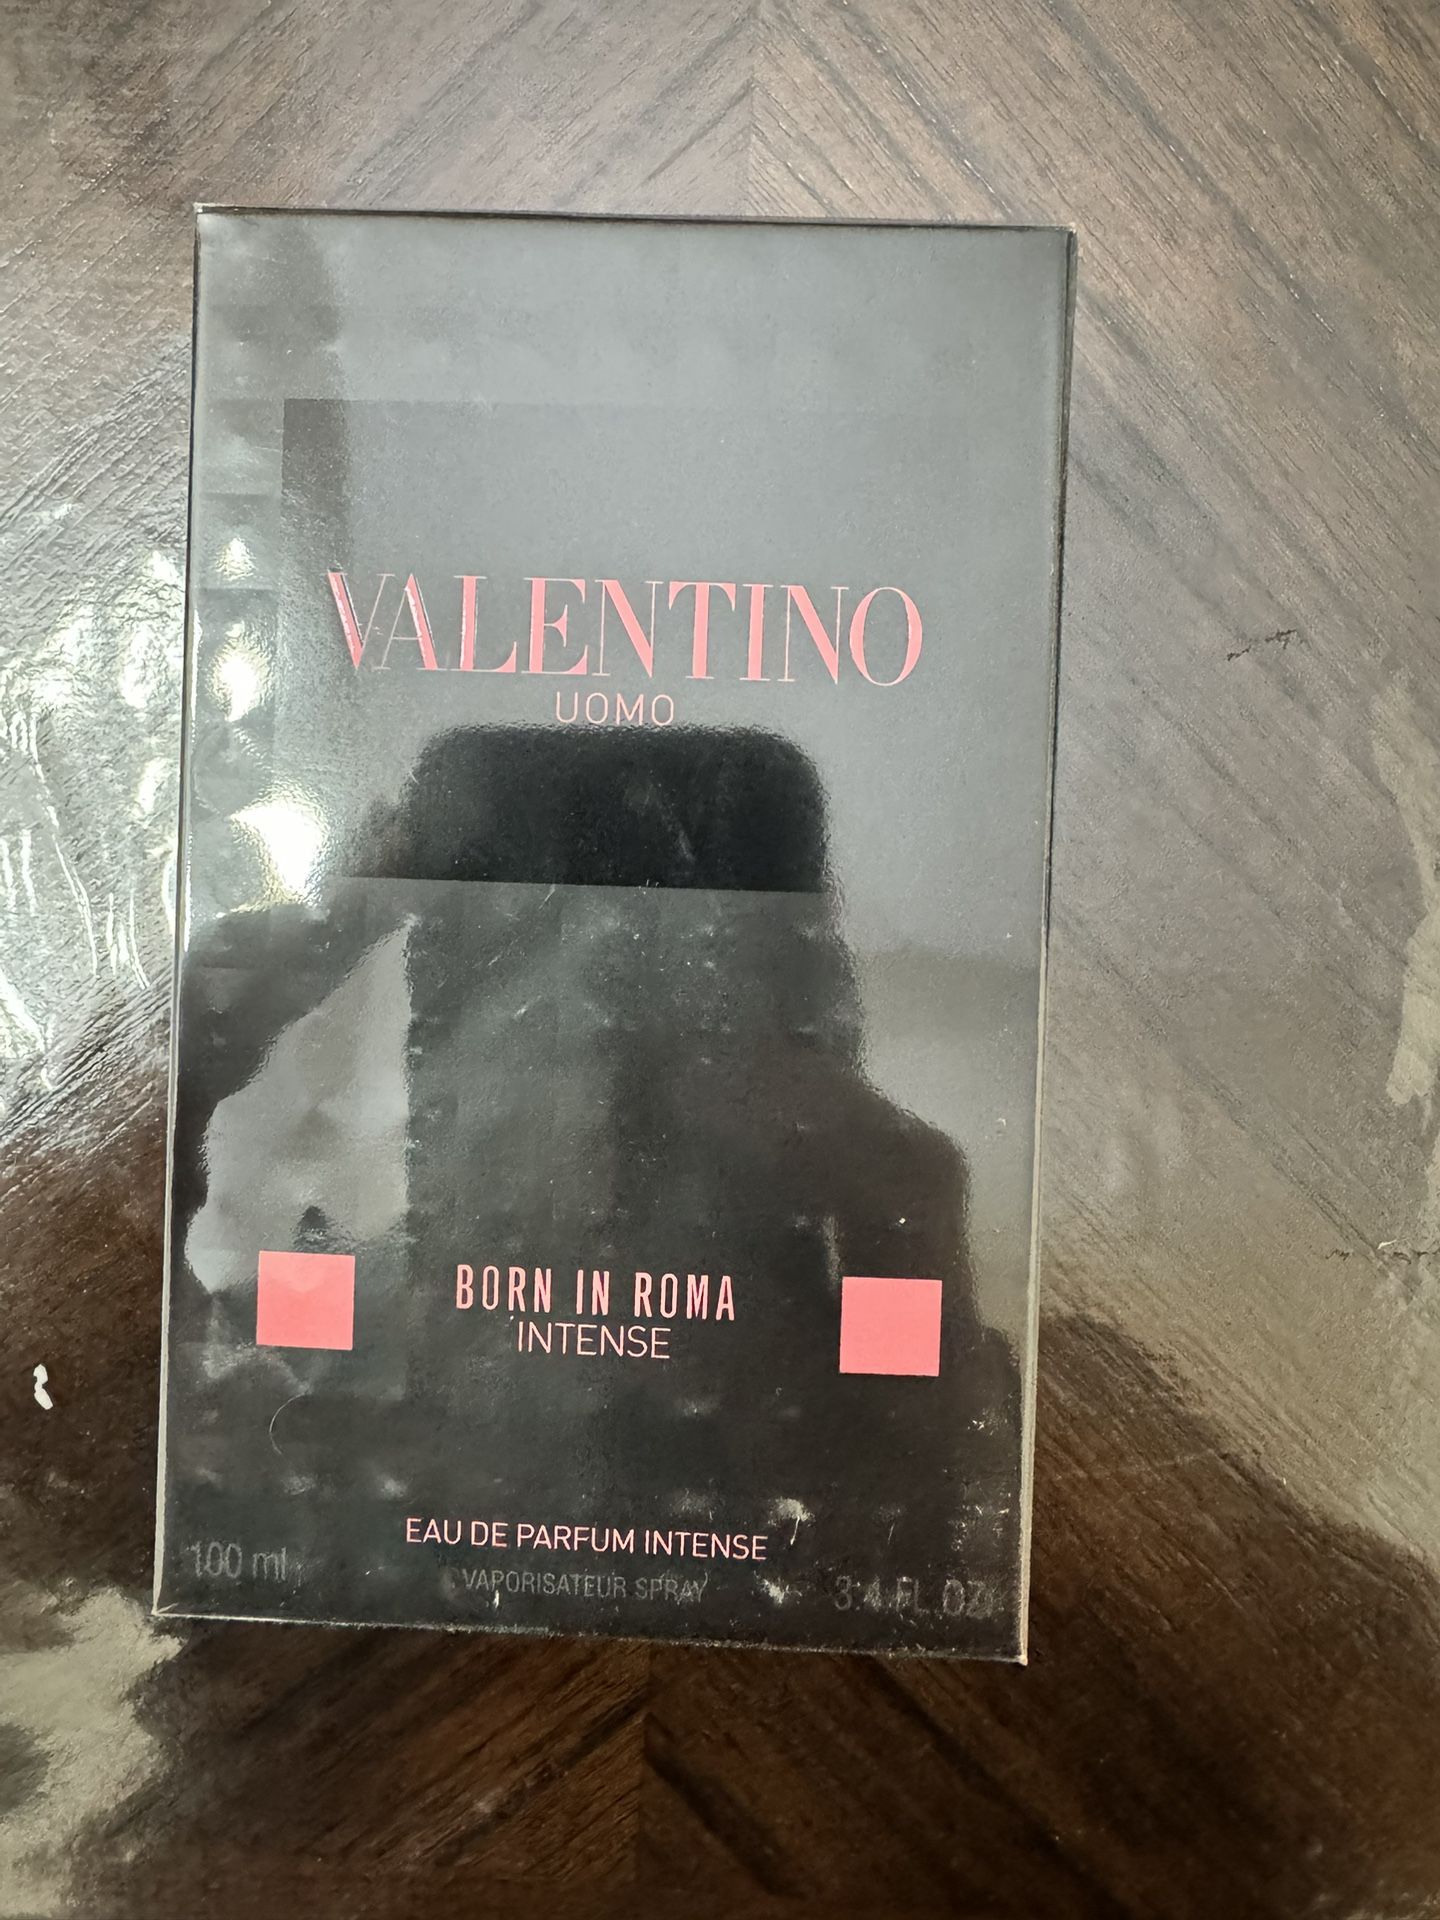 VALENTINO
UOMO
BORN IN ROMA
INTENSE
EAU DE PARFUM INTENSE
100 ml
VAPORISATEUR SPRAY
3.4 FL. OZ.